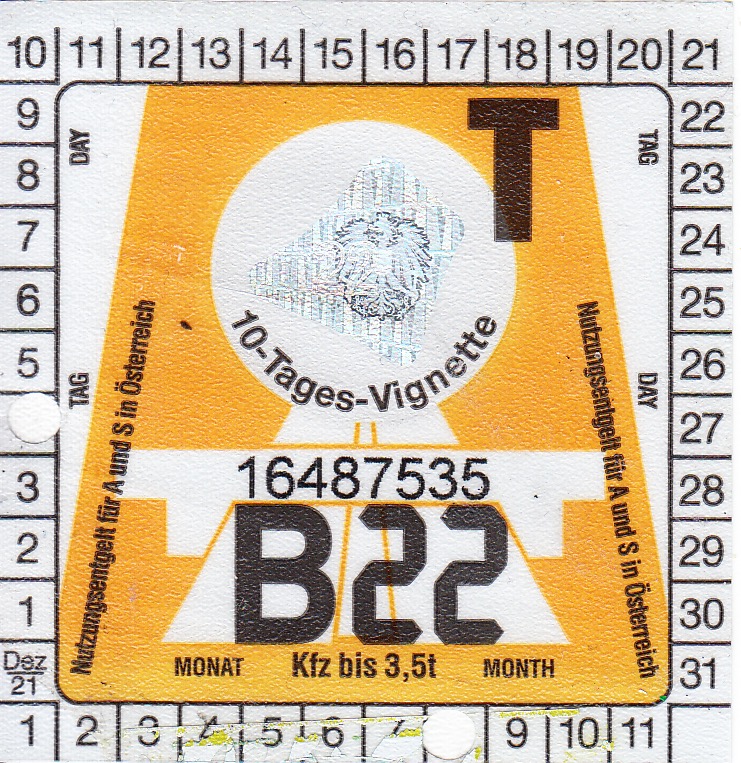 10 11 12 13 14 15 16 17 18 19 20 21
9 22
8 23
7 24
6 25
5 26
27
3 28
2 29
1 30
Dez/21 31
1 2 3 4 5 6 7 9 10 11
DAY
TAG
T
10-Tages-Vignette
TAG
DAY
Nutzungsentgelt für A und S in Österreich
Nutzungsentgelt für A und S in Österreich
16487535
B22
MONAT Kfz bis 3,5t MONTH